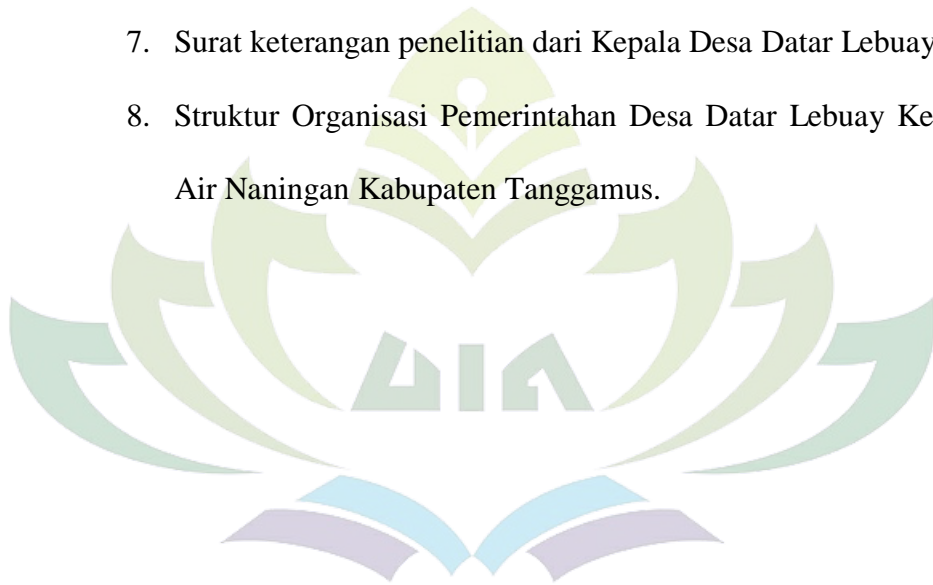 7. Surat keterangan penelitian dari Kepala Desa Datar Lebuay
8. Struktur Organisasi Pemerintahan Desa Datar Lebuay Ke
Air Naningan Kabupaten Tanggamus.
UIN